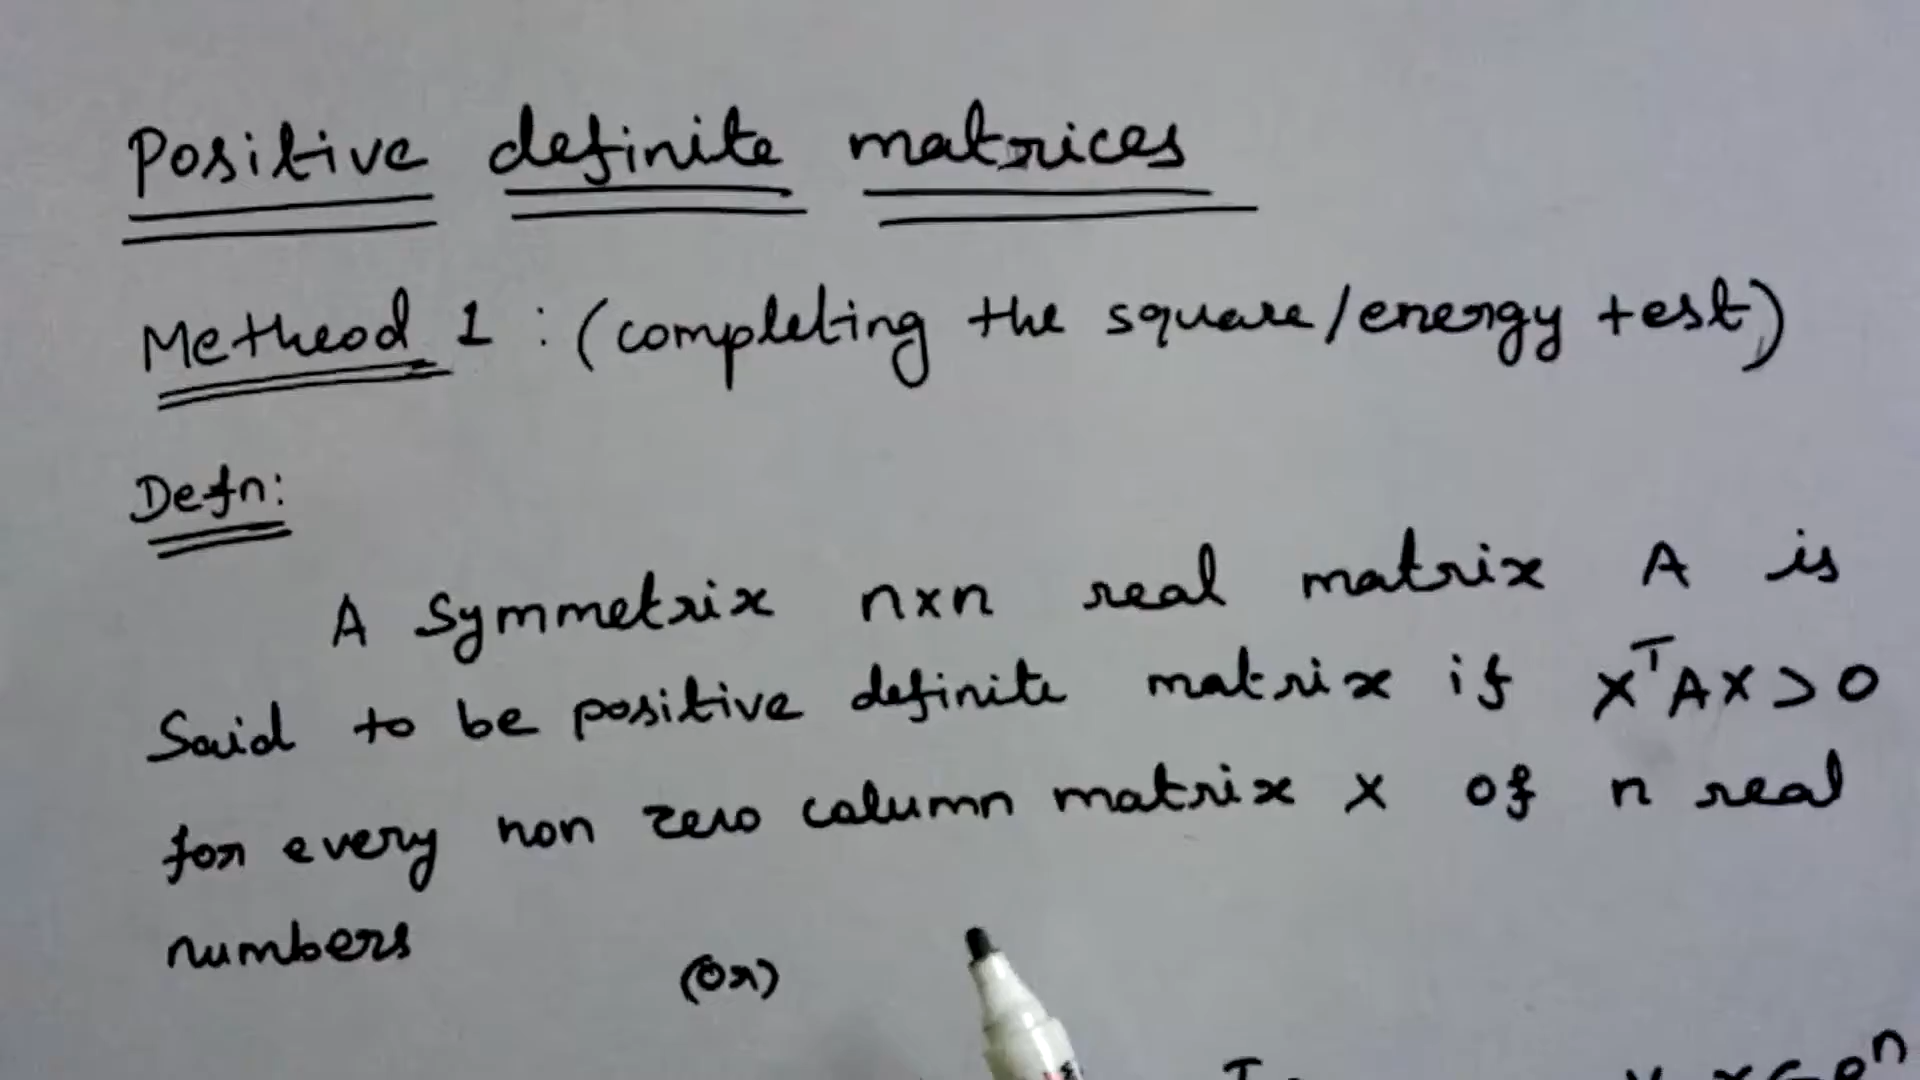 Positive definite matrices
Metheod 1 : (completing the square/energy test)
Defn:
A Symmetrix nxn real matrix A is
Said to be positive definite matrix if XᵀAX>0
for every non zero column matrix X of n real
numbers
(Or)